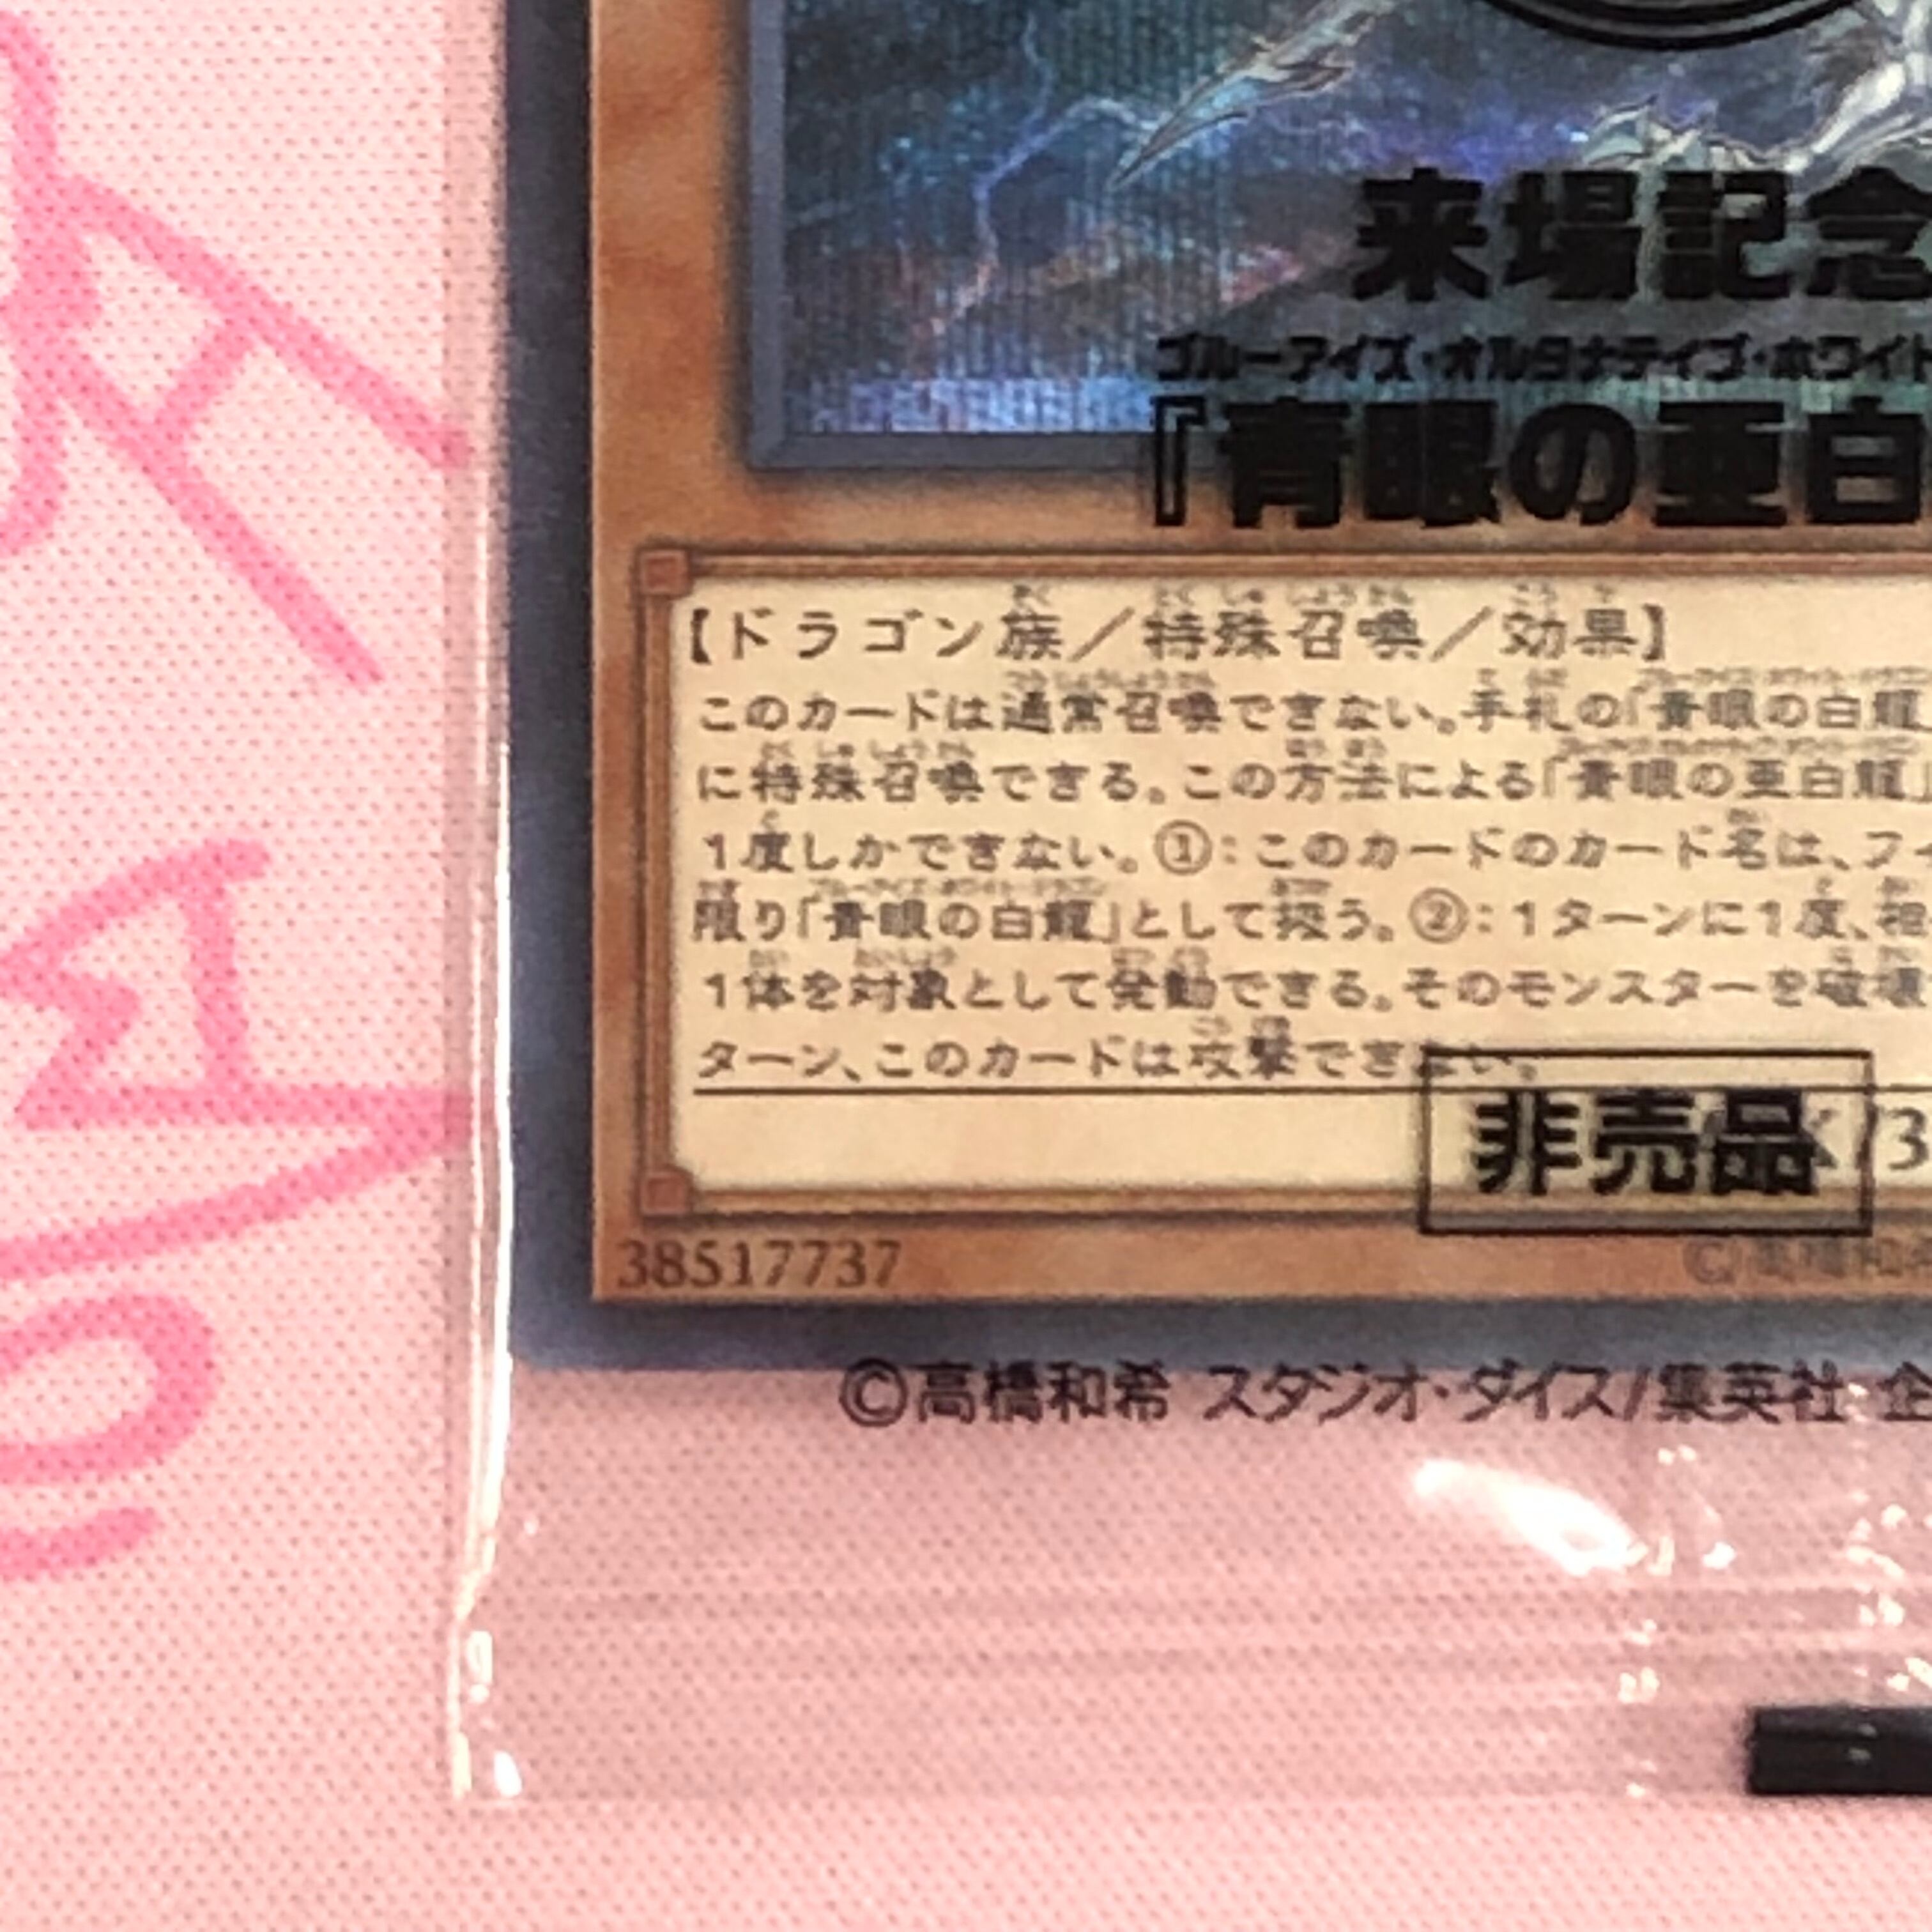 来場記念
ブルーアイズ・オルタナティブ・ホワイト
『青眼の亜白
【ドラゴン族／特殊召喚／効果】
このカードは通常召喚できない。手札の「青眼の白龍
に特殊召喚できる。この方法による「青眼の亜白龍」
1度しかできない。①：このカードのカード名は、フィ
限り「青眼の白龍」として扱う。②：1ターンに1度、相
1体を対象として発動できる。そのモンスターを破壊
ターン、このカードは攻撃できない。
非売品
/3
38517737
©高橋和希
©高橋和希 スタジオ・ダイス/集英社・企